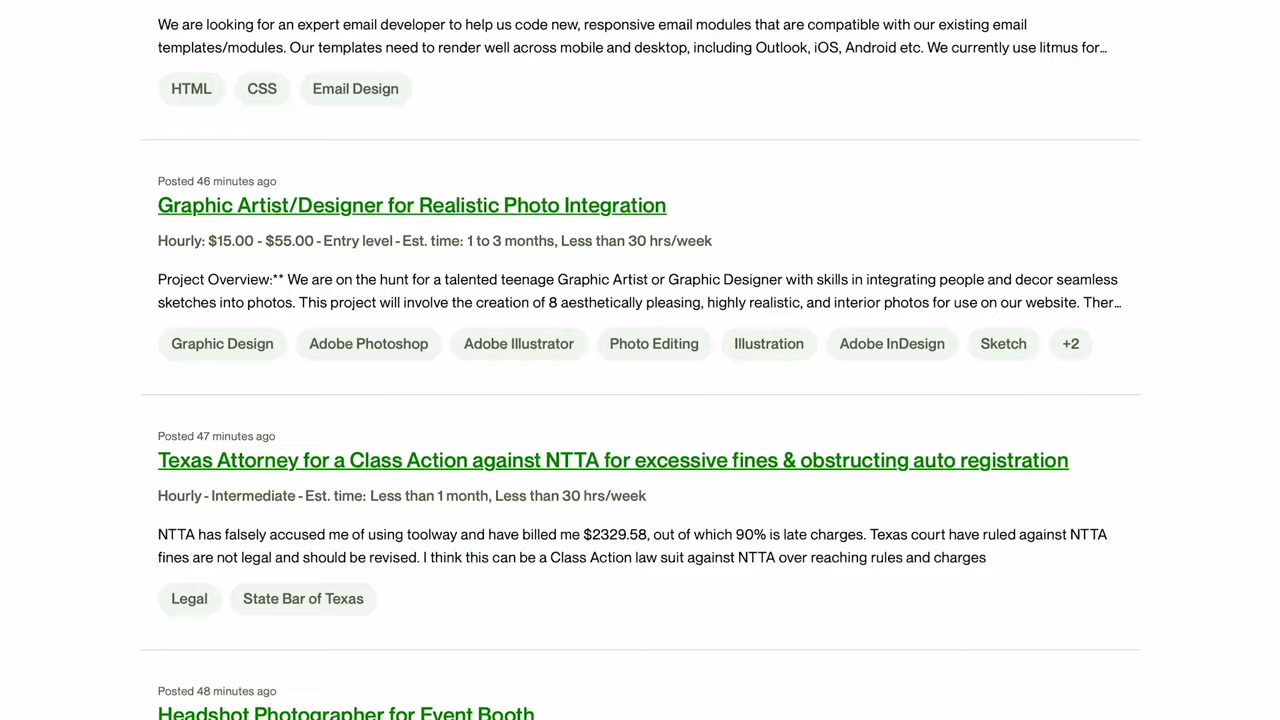 We are looking for an expert email developer to help us code new, responsive email modules that are compatible with our existing email
templates/modules. Our templates need to render well across mobile and desktop, including Outlook, iOS, Android etc. We currently use litmus for…
HTML CSS Email Design
Posted 46 minutes ago
Graphic Artist/Designer for Realistic Photo Integration
Hourly: $15.00 - $55.00 - Entry level - Est. time: 1 to 3 months, Less than 30 hrs/week
Project Overview:** We are on the hunt for a talented teenage Graphic Artist or Graphic Designer with skills in integrating people and decor seamless
sketches into photos. This project will involve the creation of 8 aesthetically pleasing, highly realistic, and interior photos for use on our website. Ther…
Graphic Design Adobe Photoshop Adobe Illustrator Photo Editing Illustration Adobe InDesign Sketch +2
Posted 47 minutes ago
Texas Attorney for a Class Action against NTTA for excessive fines & obstructing auto registration
Hourly - Intermediate - Est. time: Less than 1 month, Less than 30 hrs/week
NTTA has falsely accused me of using toolway and have billed me $2329.58, out of which 90% is late charges. Texas court have ruled against NTTA
fines are not legal and should be revised. I think this can be a Class Action law suit against NTTA over reaching rules and charges
Legal State Bar of Texas
Posted 48 minutes ago
Headshot Photographer for Event Booth